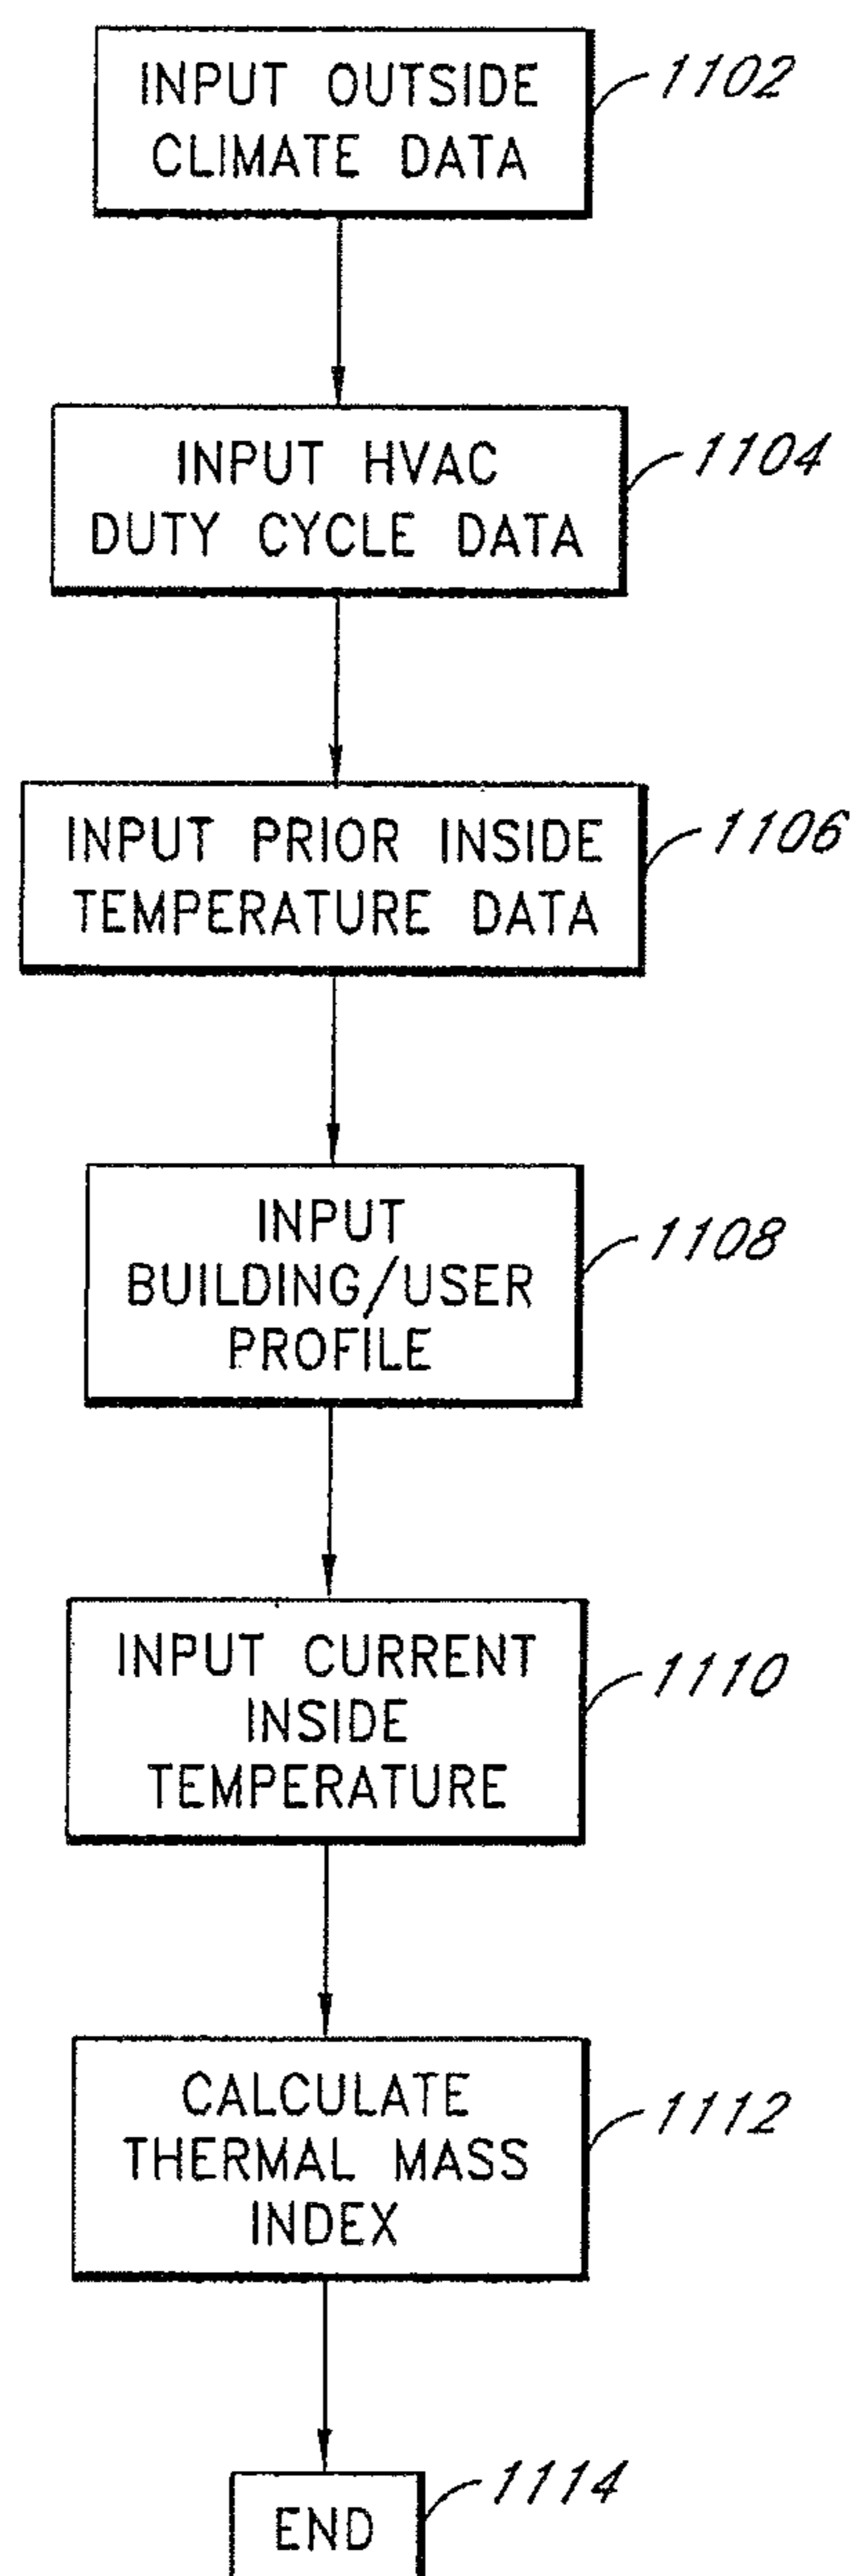 INPUT OUTSIDE
CLIMATE DATA
1102
INPUT HVAC
DUTY CYCLE DATA
1104
INPUT PRIOR INSIDE
TEMPERATURE DATA
1106
INPUT
BUILDING/USER
PROFILE
1108
INPUT CURRENT
INSIDE
TEMPERATURE
1110
CALCULATE
THERMAL MASS
INDEX
1112
END
1114